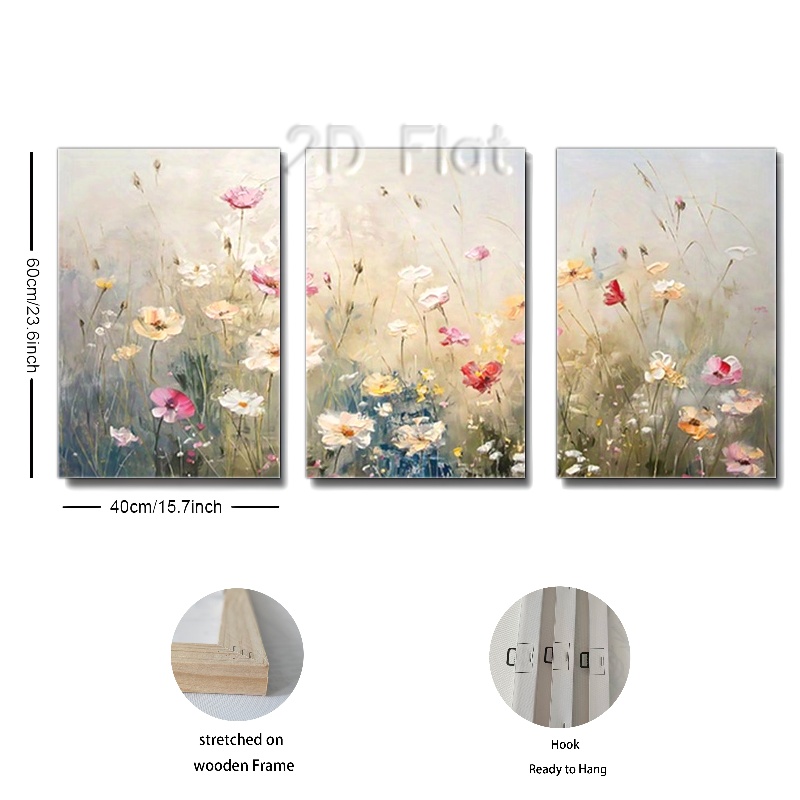 2D Flat
60cm/23.6inch
40cm/15.7inch
stretched on
wooden Frame
Hook
Ready to Hang